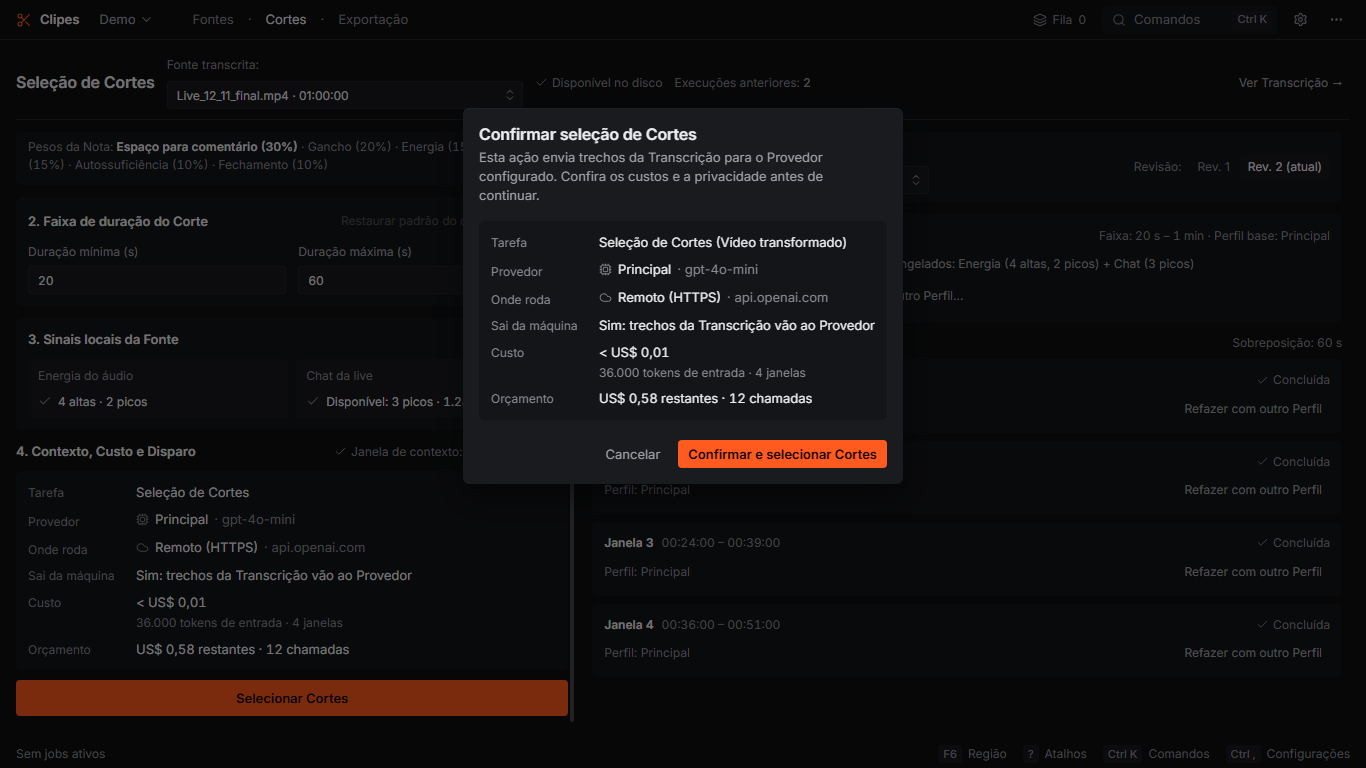 Clipes Demo Fontes · Cortes · Exportação Fila 0 Comandos Ctrl K
Seleção de Cortes
Fonte transcrita:
Live_12_11_final.mp4 · 01:00:00
Disponível no disco Execuções anteriores: 2
Ver Transcrição →
Pesos da Nota: Espaço para comentário (30%) · Gancho (20%) · Energia
(15%) · Autossuficiência (10%) · Fechamento (10%)
2. Faixa de duração do Corte
Restaurar padrão do
Duração mínima (s) Duração máxima (s)
20 60
3. Sinais locais da Fonte
Energia do áudio
4 altas · 2 picos
Chat da live
Disponível: 3 picos ·
4. Contexto, Custo e Disparo
Janela de contexto:
Tarefa Seleção de Cortes
Provedor Principal · gpt-4o-mini
Onde roda Remoto (HTTPS) · api.openai.com
Sai da máquina Sim: trechos da Transcrição vão ao Provedor
Custo < US$ 0,01
36.000 tokens de entrada · 4 janelas
Orçamento US$ 0,58 restantes · 12 chamadas
Selecionar Cortes
Confirmar seleção de Cortes
Esta ação envia trechos da Transcrição para o Provedor
configurado. Confira os custos e a privacidade antes de
continuar.
Tarefa Seleção de Cortes (Vídeo transformado)
Provedor Principal · gpt-4o-mini
Onde roda Remoto (HTTPS) · api.openai.com
Sai da máquina Sim: trechos da Transcrição vão ao Provedor
Custo < US$ 0,01
36.000 tokens de entrada · 4 janelas
Orçamento US$ 0,58 restantes · 12 chamadas
Cancelar Confirmar e selecionar Cortes
Revisão: Rev. 1 Rev. 2 (atual)
Faixa: 20 s – 1 min · Perfil base: Principal
Energia (4 altas, 2 picos) + Chat (3 picos)
Perfil...
Sobreposição: 60 s
Concluída
Refazer com outro Perfil
Concluída
Perfil: Principal Refazer com outro Perfil
Janela 3 00:24:00 – 00:39:00 Concluída
Perfil: Principal Refazer com outro Perfil
Janela 4 00:36:00 – 00:51:00 Concluída
Perfil: Principal Refazer com outro Perfil
Sem jobs ativos
F6 Região ? Atalhos Ctrl K Comandos Ctrl , Configurações